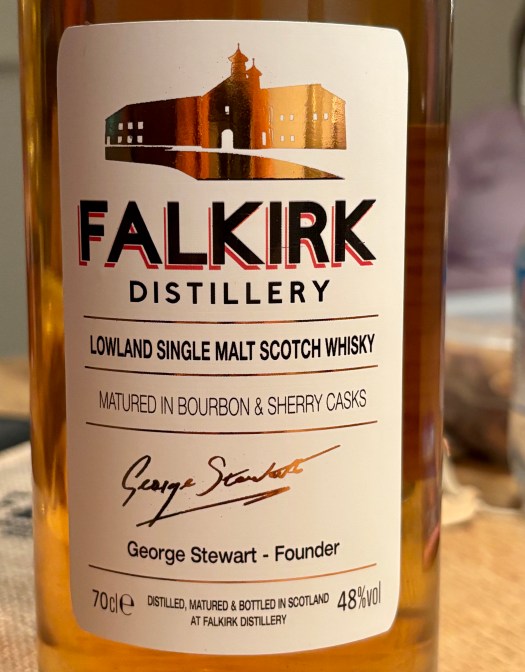 FALKIRK
DISTILLERY
LOWLAND SINGLE MALT SCOTCH WHISKY
MATURED IN BOURBON & SHERRY CASKS
George Stewart
George Stewart - Founder
70cl℮ DISTILLED, MATURED & BOTTLED IN SCOTLAND 48%vol
AT FALKIRK DISTILLERY